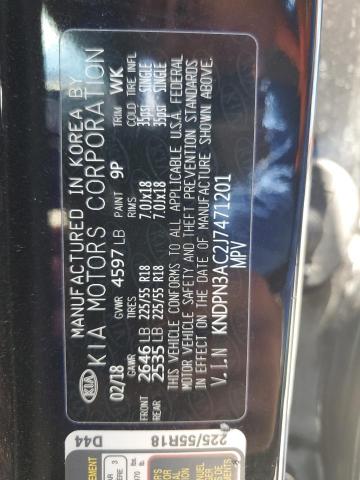 MANUFACTURED IN KOREA BY
KIA MOTORS CORPORATION
KIA
02/18 GVWR 4597 LB PAINT 9P TRIM WK
GAWR TIRES RIMS COLD TIRE INFL
FRONT 2646 LB 225/55 R18 7.0Jx18 35psi SINGLE
REAR 2535 LB 225/55 R18 7.0Jx18 35psi SINGLE
THIS VEHICLE CONFORMS TO ALL APPLICABLE U.S.A. FEDERAL
MOTOR VEHICLE SAFETY AND THEFT PREVENTION STANDARDS
IN EFFECT ON THE DATE OF MANUFACTURE SHOWN ABOVE.
V.I.N KNDPN3AC2J7471201
MPV
D44 225/55R18